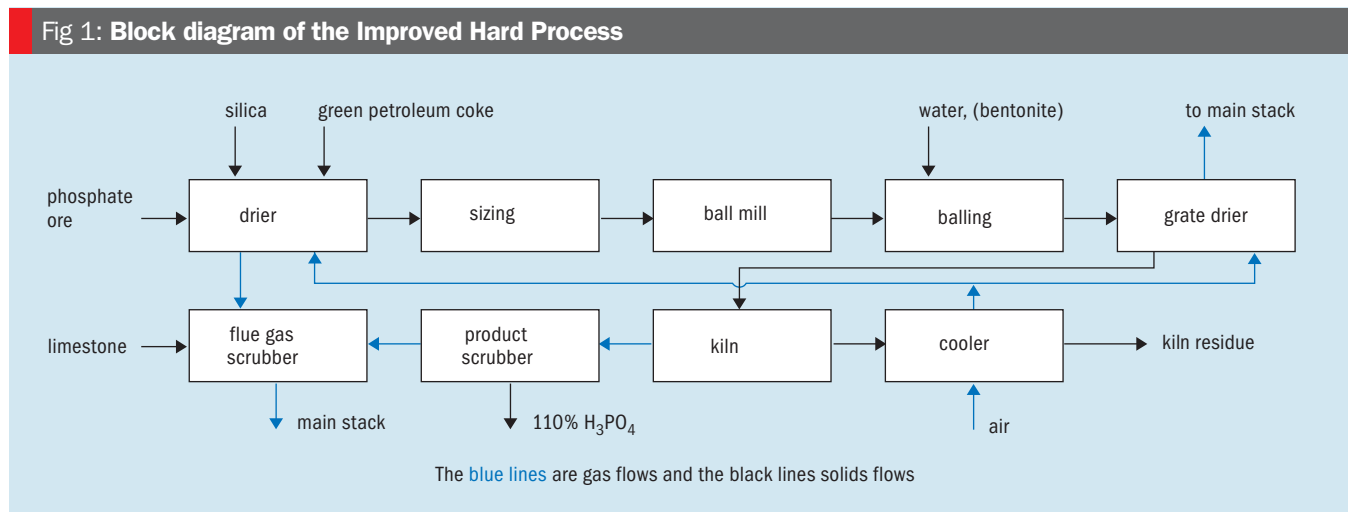 Fig 1: Block diagram of the Improved Hard Process
silica
green petroleum coke
water, (bentonite)
to main stack
phosphate
ore
drier
sizing
ball mill
balling
grate drier
limestone
flue gas
scrubber
product
scrubber
kiln
cooler
kiln residue
main stack
110% H₃PO₄
air
The blue lines are gas flows and the black lines solids flows